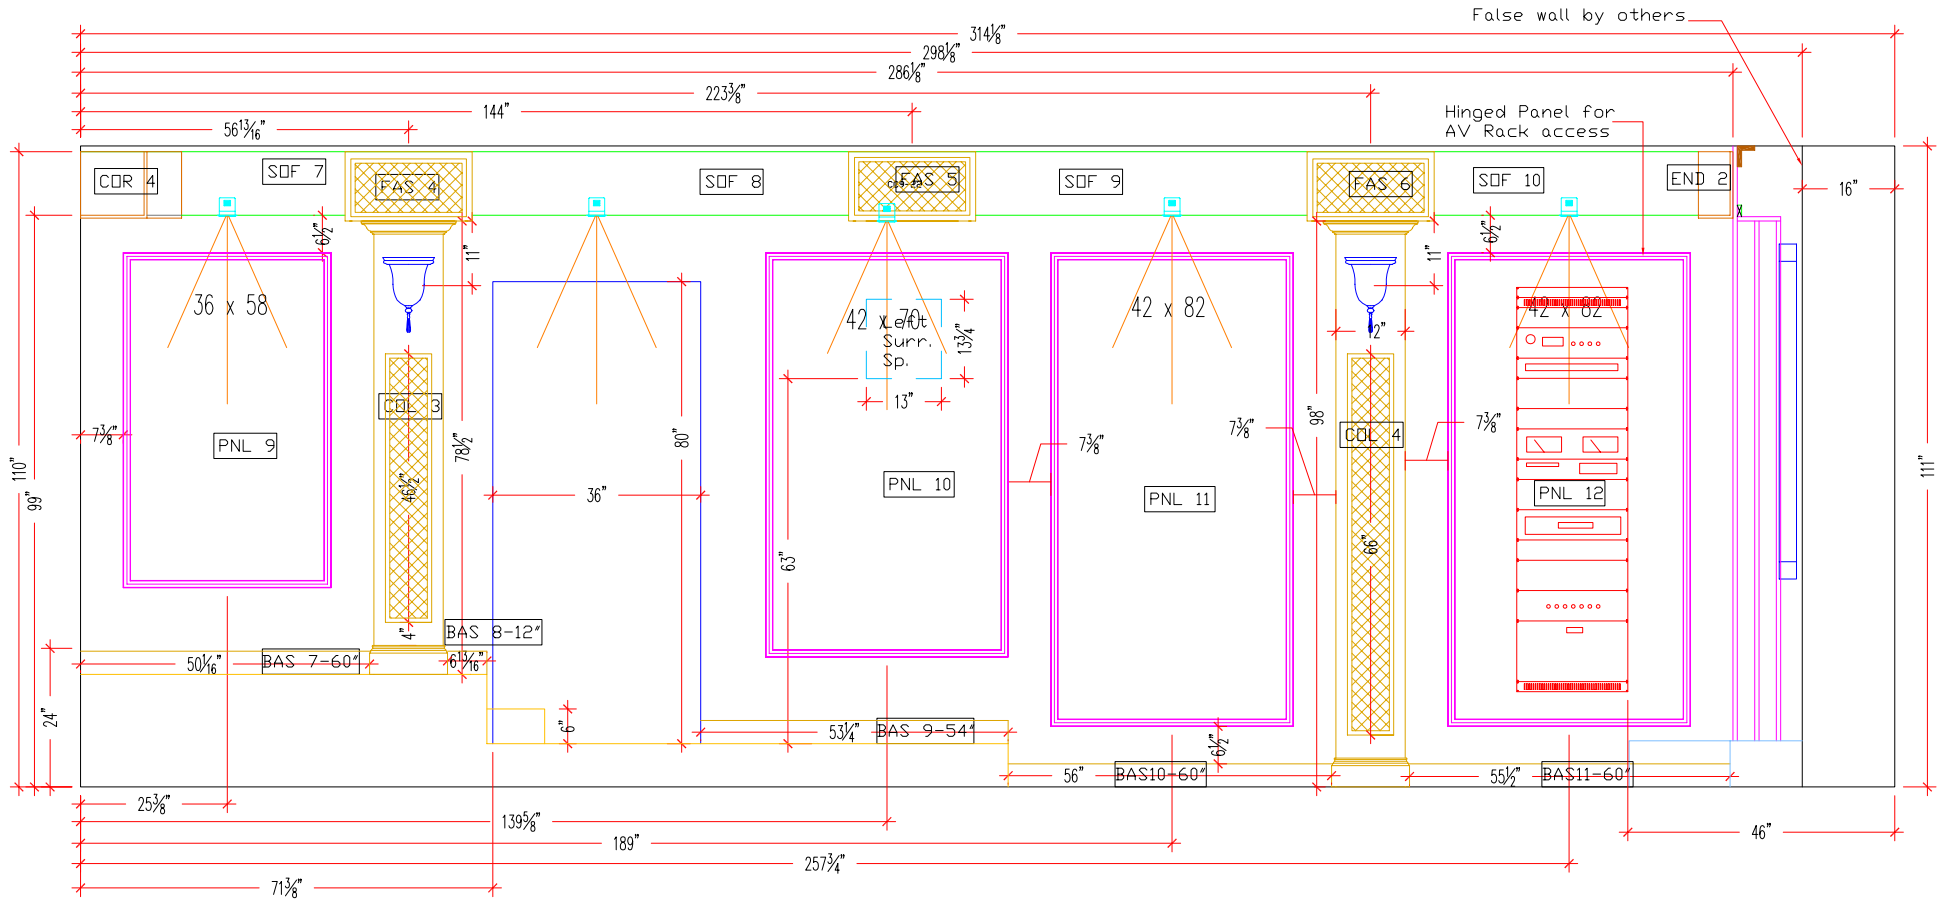 False wall by others
314⅛"
298⅛"
286⅛"
223⅜"
144"
56¹³⁄₁₆"
Hinged Panel for
AV Rack access
COR 4
SOF 7
FAS 4
SOF 8
FAS 5
SOF 9
FAS 6
SOF 10
END 2
16"
X
6½"
11"
11"
6½"
36 x 58
42 x 70
Left
Surr.
Sp.
13¾"
42 x 82
42 x 82
12"
13"
COL 3
COL 4
7⅜"
PNL 9
78½"
80"
98"
7⅜"
7⅜"
7⅜"
110"
99"
46½"
36"
PNL 10
PNL 11
PNL 12
111"
63"
66"
4"
BAS 8-12"
50¹⁄₁₆"
BAS 7-60"
24"
6"
53¼"
BAS 9-54"
6½"
56"
BAS10-60"
55½"
BAS11-60"
25⅜"
139⅝"
46"
189"
257¾"
71⅜"